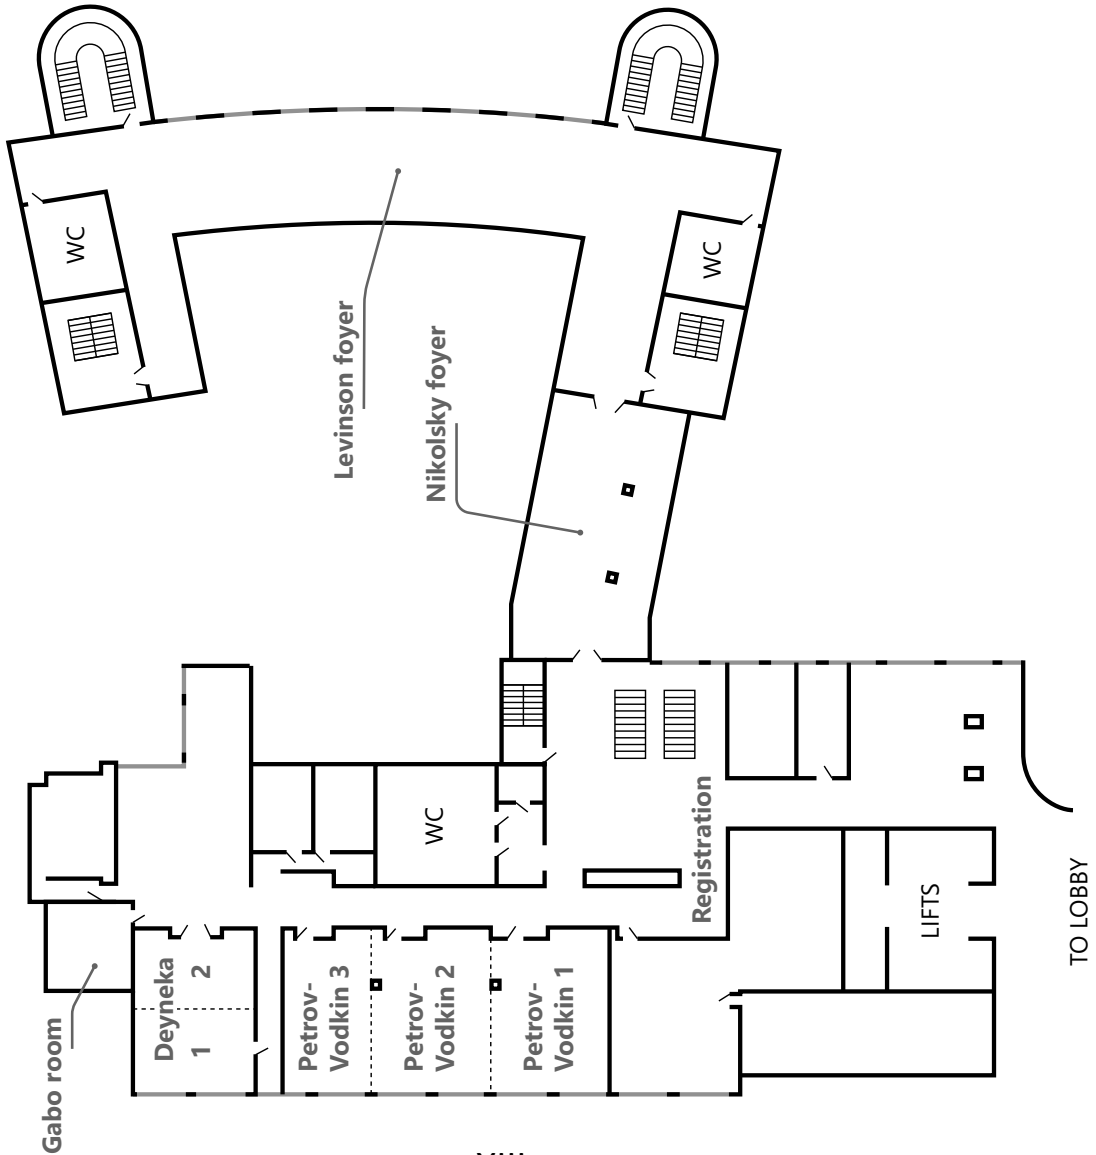 WC
WC
Levinson foyer
Nikolsky foyer
WC
Registration
LIFTS
TO LOBBY
Deyneka
1 2
Petrov-
Vodkin 3
Petrov-
Vodkin 2
Petrov-
Vodkin 1
Gabo room